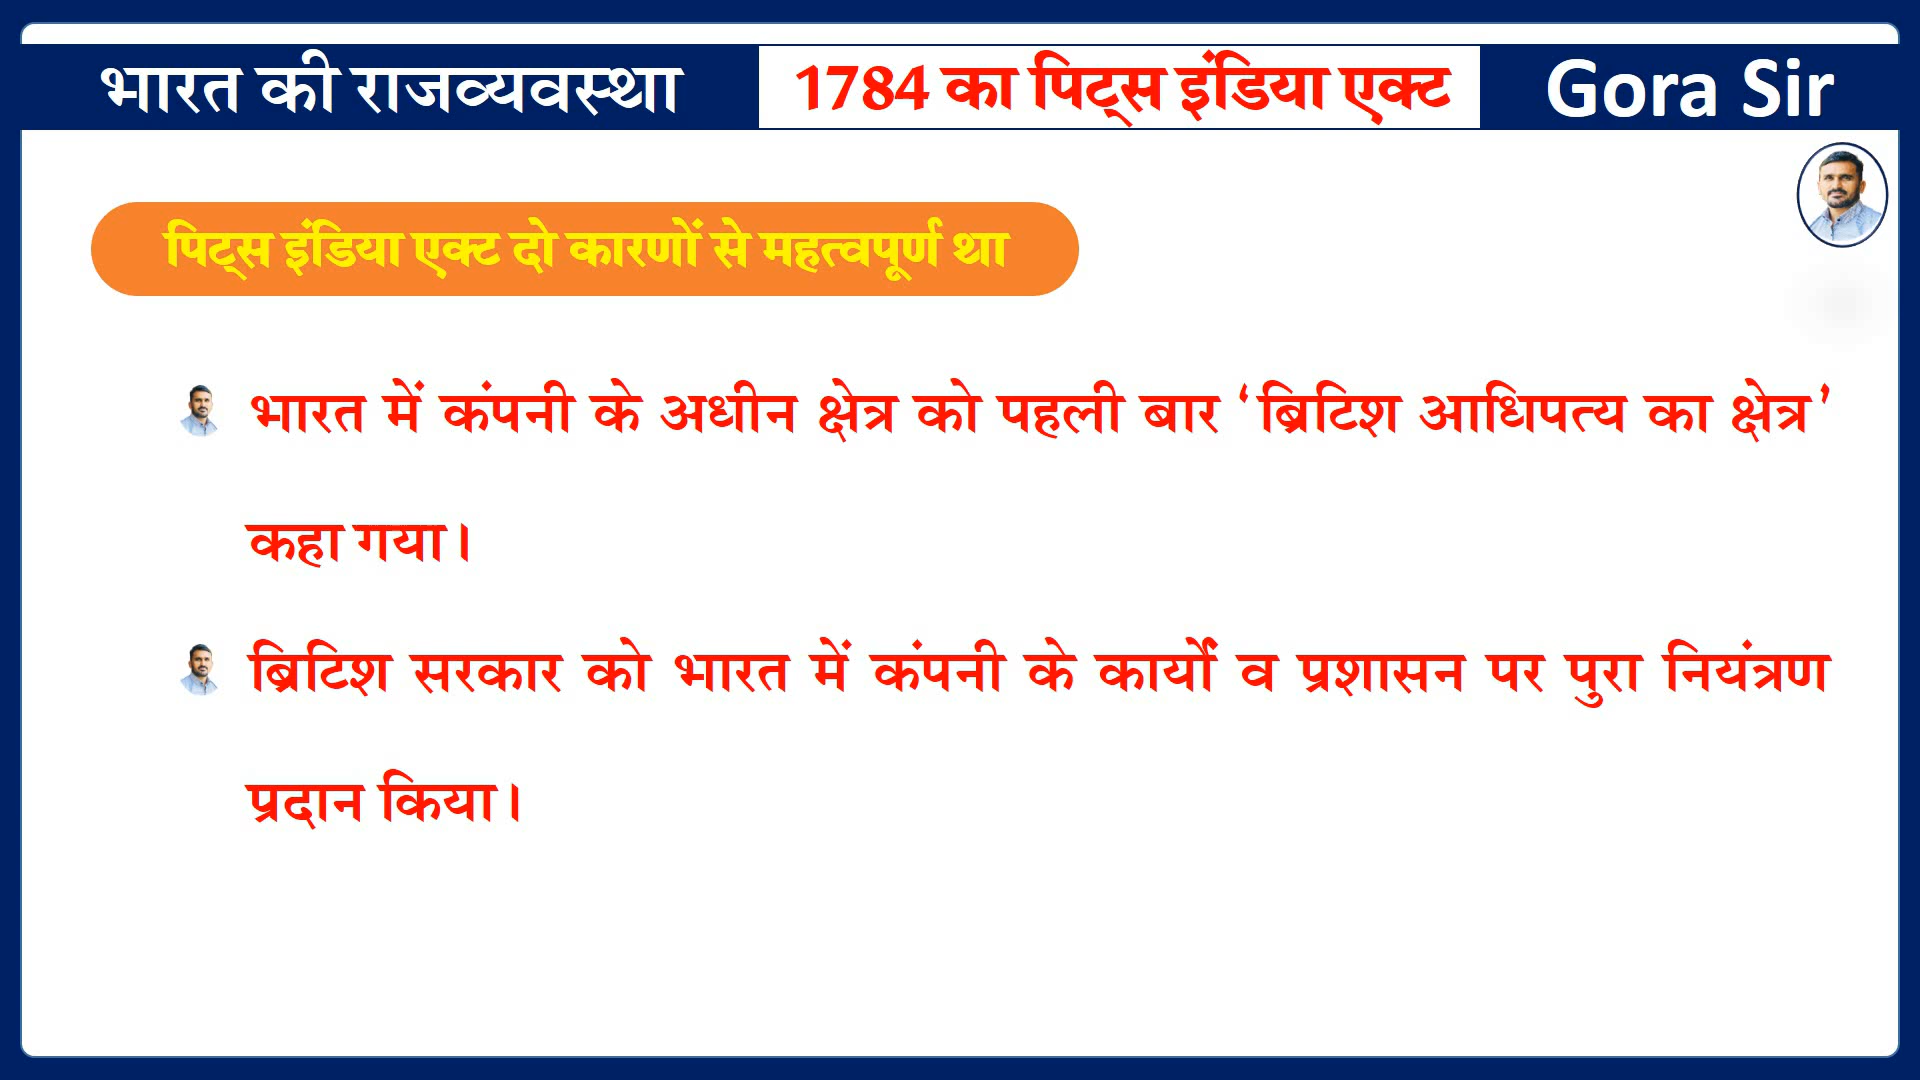 भारत की राजव्यवस्था
1784 का पिट्स इंडिया एक्ट
Gora Sir
पिट्स इंडिया एक्ट दो कारणों से महत्वपूर्ण था
भारत में कंपनी के अधीन क्षेत्र को पहली बार ‘ब्रिटिश आधिपत्य का क्षेत्र’
कहा गया।
ब्रिटिश सरकार को भारत में कंपनी के कार्यों व प्रशासन पर पुरा नियंत्रण
प्रदान किया।